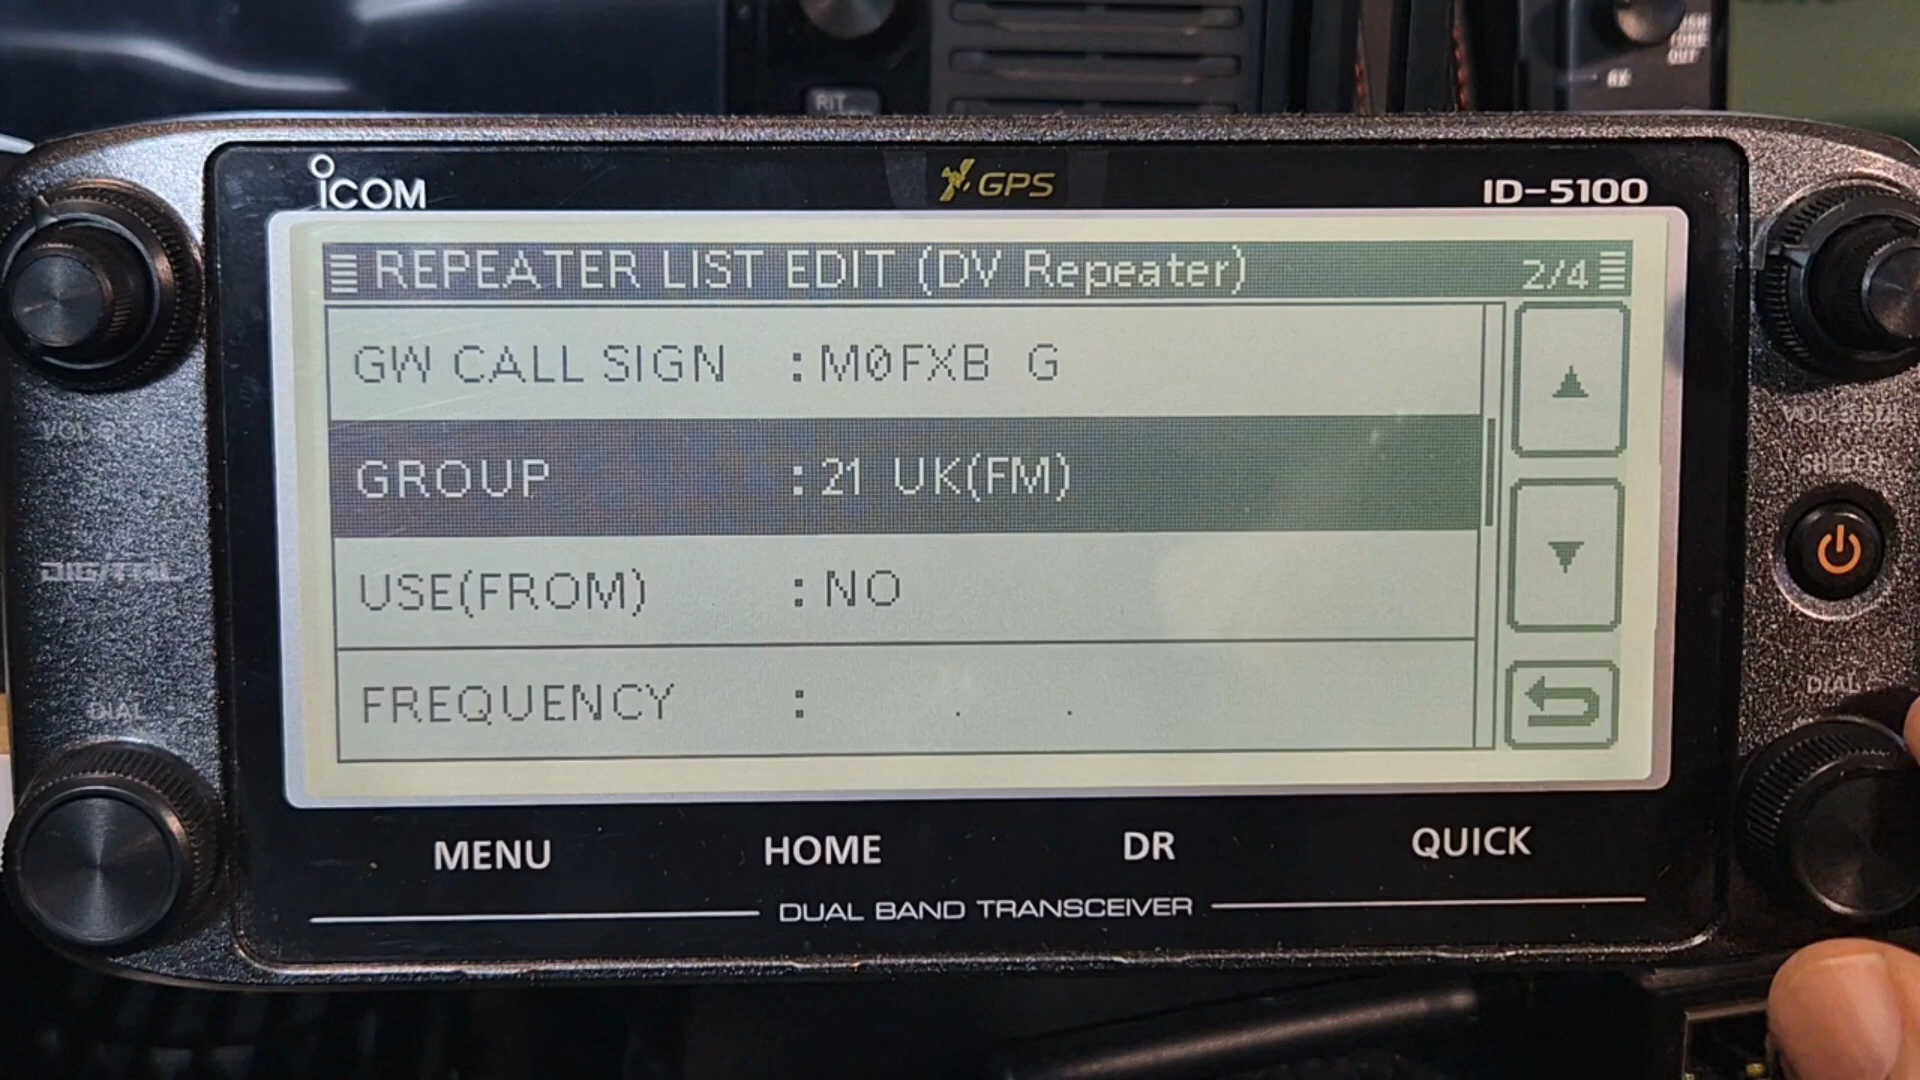 RIT
RX
ICOM
GPS
ID-5100
REPEATER LIST EDIT (DV Repeater) 2/4
GW CALL SIGN :M0FXB G
GROUP :21 UK(FM)
USE(FROM) :NO
FREQUENCY : . .
DIGITAL
DIAL
DIAL
MENU HOME DR QUICK
DUAL BAND TRANSCEIVER